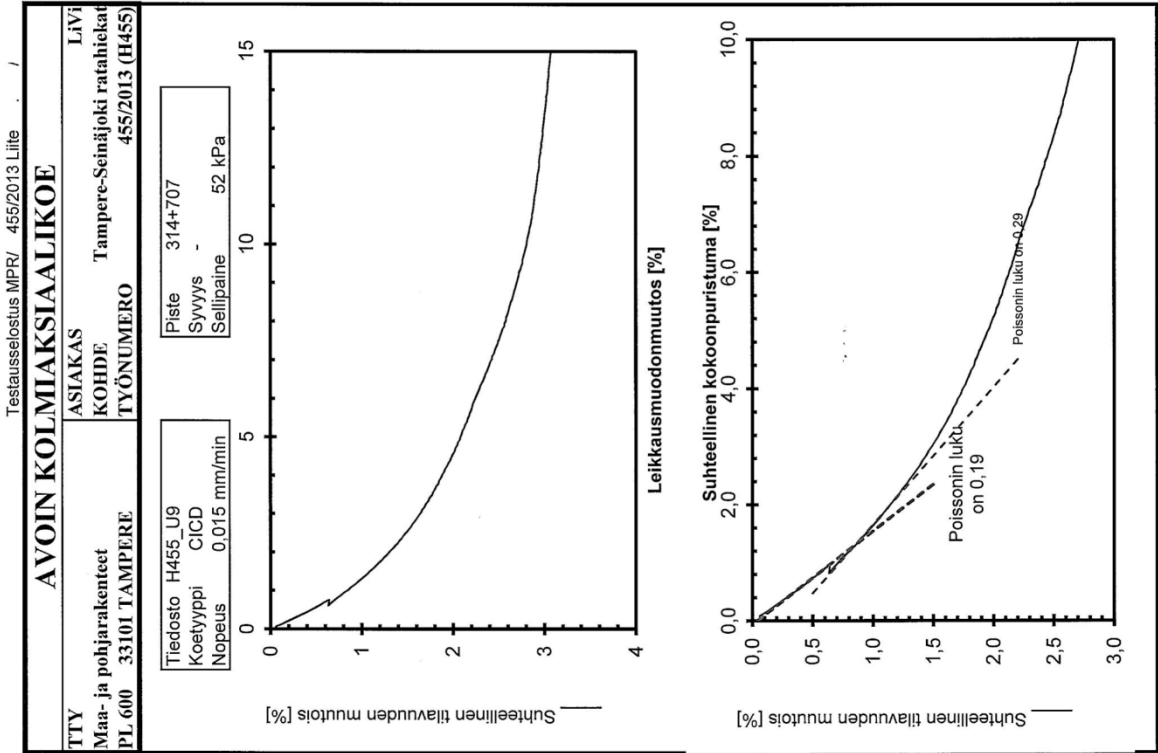 Testausselostus MPR/ 455/2013 Liite . /
AVOIN KOLMIAKSIAALIKOE
TTY
Maa- ja pohjarakenteet
PL 600 33101 TAMPERE
ASIAKAS LiVi
KOHDE Tampere-Seinäjoki ratahiekat
TYÖNUMERO 455/2013 (H455)
Tiedosto H455_U9
Koetyyppi CICD
Nopeus 0,015 mm/min
Piste 314+707
Syvyys -
Sellipaine 52 kPa
0 5 10 15
0
1
2
3
4
Suhteellinen tilavuuden muutois [%]
Leikkausmuodonmuutos [%]
Suhteellinen kokoonpuristuma [%]
0,0 2,0 4,0 6,0 8,0 10,0
0,0
0,5
1,0
1,5
2,0
2,5
3,0
Suhteellinen tilavuuden muutois [%]
Poissonin luku
on 0,19
Poissonin luku on 0,29